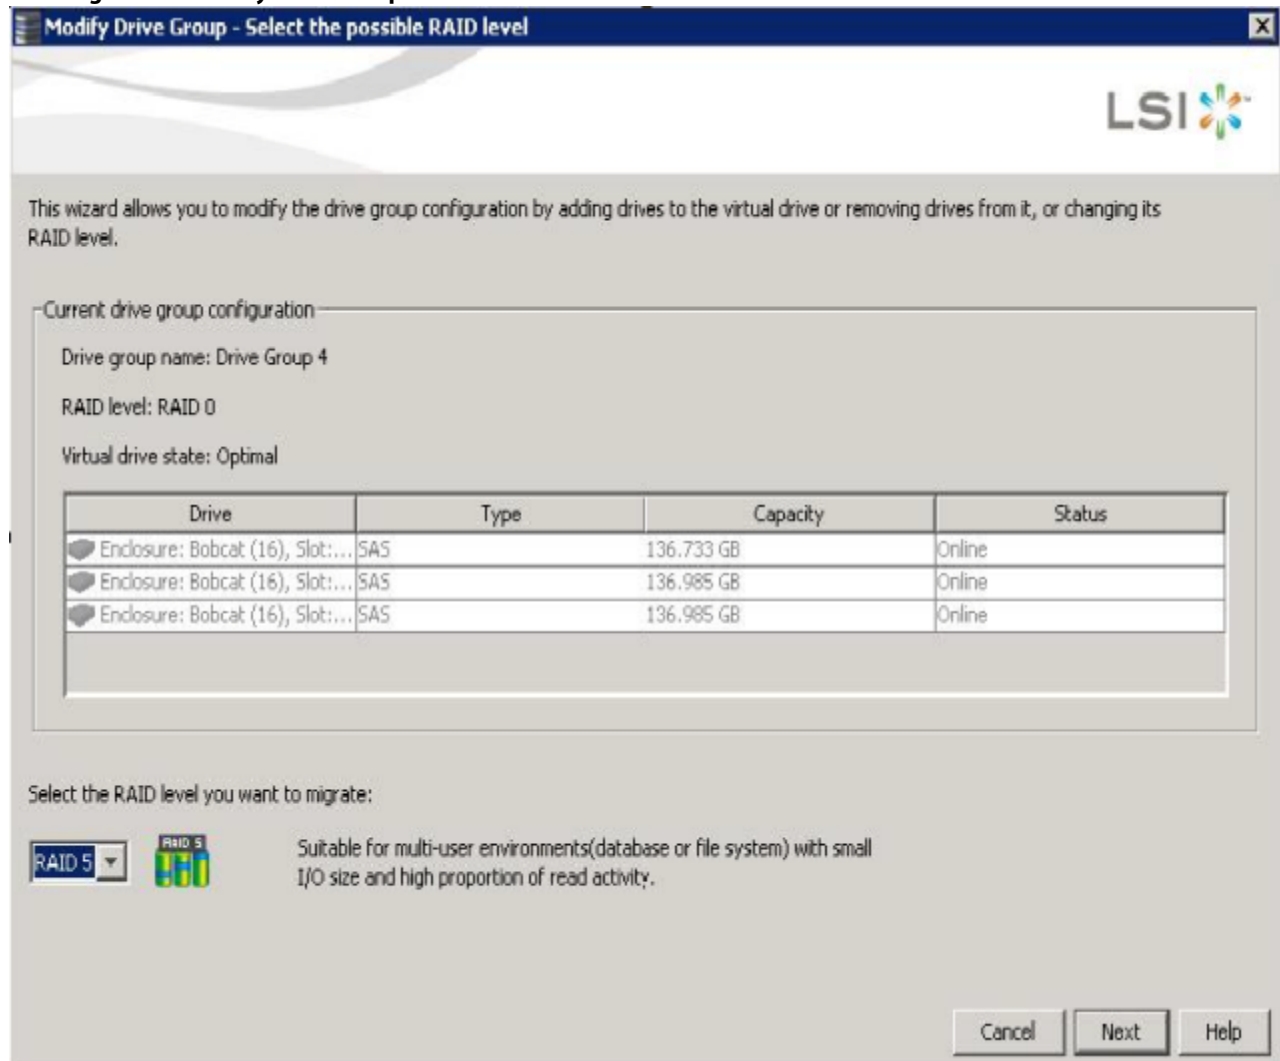 Modify Drive Group - Select the possible RAID level
LSI
This wizard allows you to modify the drive group configuration by adding drives to the virtual drive or removing drives from it, or changing its
RAID level.
Current drive group configuration
Drive group name: Drive Group 4
RAID level: RAID 0
Virtual drive state: Optimal
Drive Type Capacity Status
Enclosure: Bobcat (16), Slot:... SAS 136.733 GB Online
Enclosure: Bobcat (16), Slot:... SAS 136.985 GB Online
Enclosure: Bobcat (16), Slot:... SAS 136.985 GB Online
Select the RAID level you want to migrate:
RAID 5
RAID 5
Suitable for multi-user environments(database or file system) with small
I/O size and high proportion of read activity.
Cancel Next Help